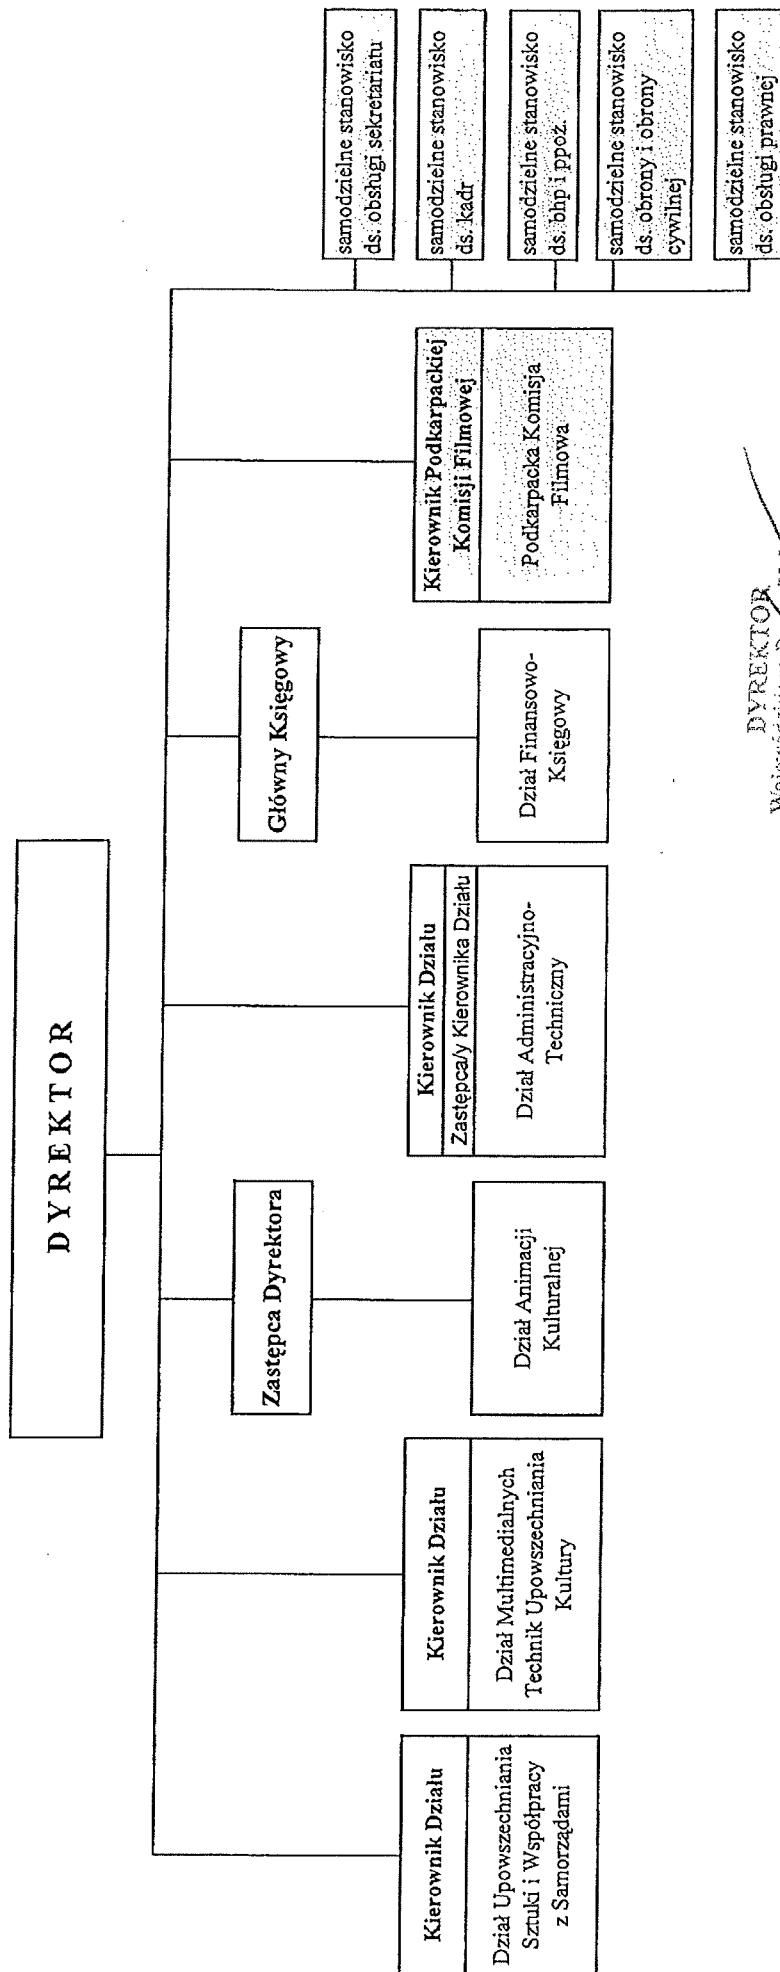 DYREKTOR
Zastępca Dyrektora
Główny Księgowy
Kierownik Działu
Dział Upowszechniania
Sztuki i Współpracy
z Samorządami
Kierownik Działu
Dział Multimedialnych
Technik Upowszechniania
Kultury
Dział Animacji
Kulturalnej
Kierownik Działu
Zastępca/y Kierownika Działu
Dział Administracyjno-
Techniczny
Dział Finansowo-
Księgowy
Kierownik Podkarpackiej
Komisji Filmowej
Podkarpacka Komisja
Filmowa
samodzielne stanowisko
ds. obsługi sekretariatu
samodzielne stanowisko
ds. kadr
samodzielne stanowisko
ds. bhp i ppoż.
samodzielne stanowisko
ds. obrony i obrony
cywilnej
samodzielne stanowisko
ds. obsługi prawnej
DYREKTOR